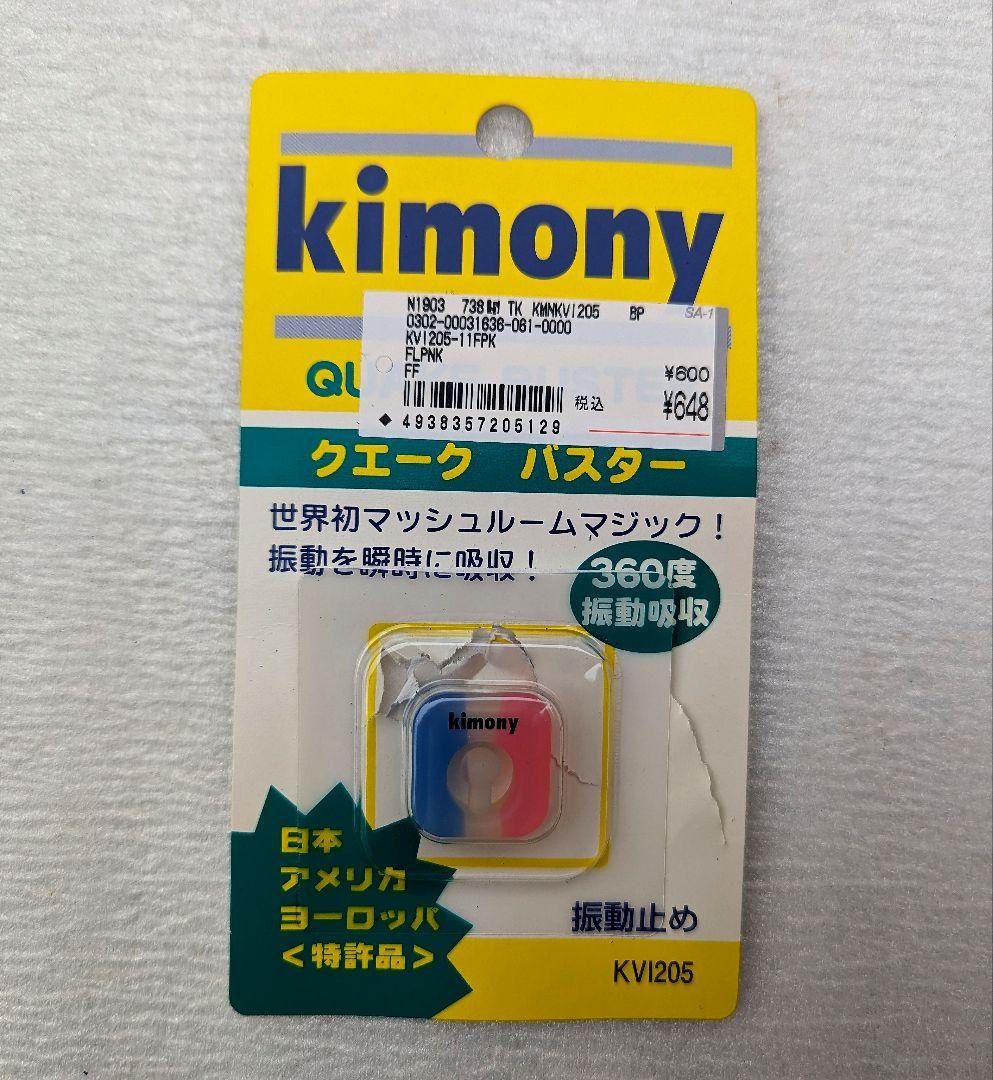 kimony
N1903 738 TK KMNKVI205 BP SA-1
0302-00031636-061-0000
KVI205-11FPK
FLPNK
FF ¥600
税込 ¥648
◆ 4938357205129
クエーク バスター
世界初マッシュルームマジック!
振動を瞬時に吸収!
360度
振動吸収
kimony
日本
アメリカ
ヨーロッパ
<特許品>
振動止め
KVI205